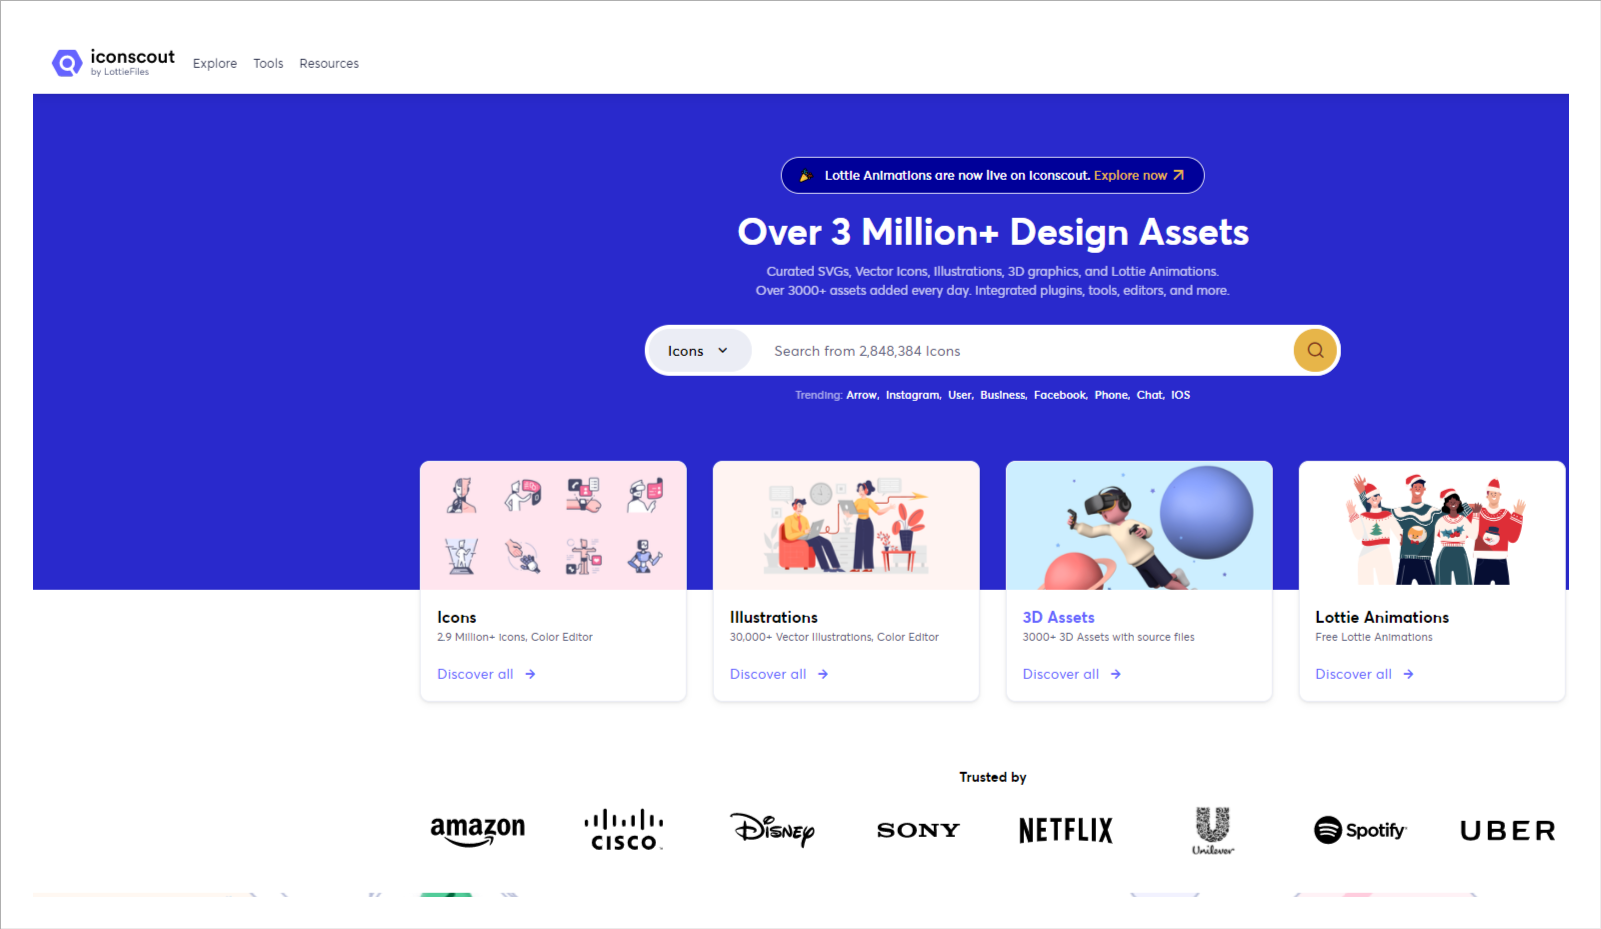 iconscout
by LottieFiles
Explore Tools Resources
Lottie Animations are now live on Iconscout. Explore now
Over 3 Million+ Design Assets
Curated SVGs, Vector Icons, Illustrations, 3D graphics, and Lottie Animations.
Over 3000+ assets added every day. Integrated plugins, tools, editors, and more.
Icons Search from 2,848,384 Icons
Trending: Arrow, Instagram, User, Business, Facebook, Phone, Chat, IOS
Icons
2.9 Million+ Icons, Color Editor
Discover all
Illustrations
30,000+ Vector Illustrations, Color Editor
Discover all
3D Assets
3000+ 3D Assets with source files
Discover all
Lottie Animations
Free Lottie Animations
Discover all
Trusted by
amazon CISCO Disney SONY NETFLIX Unilever Spotify UBER